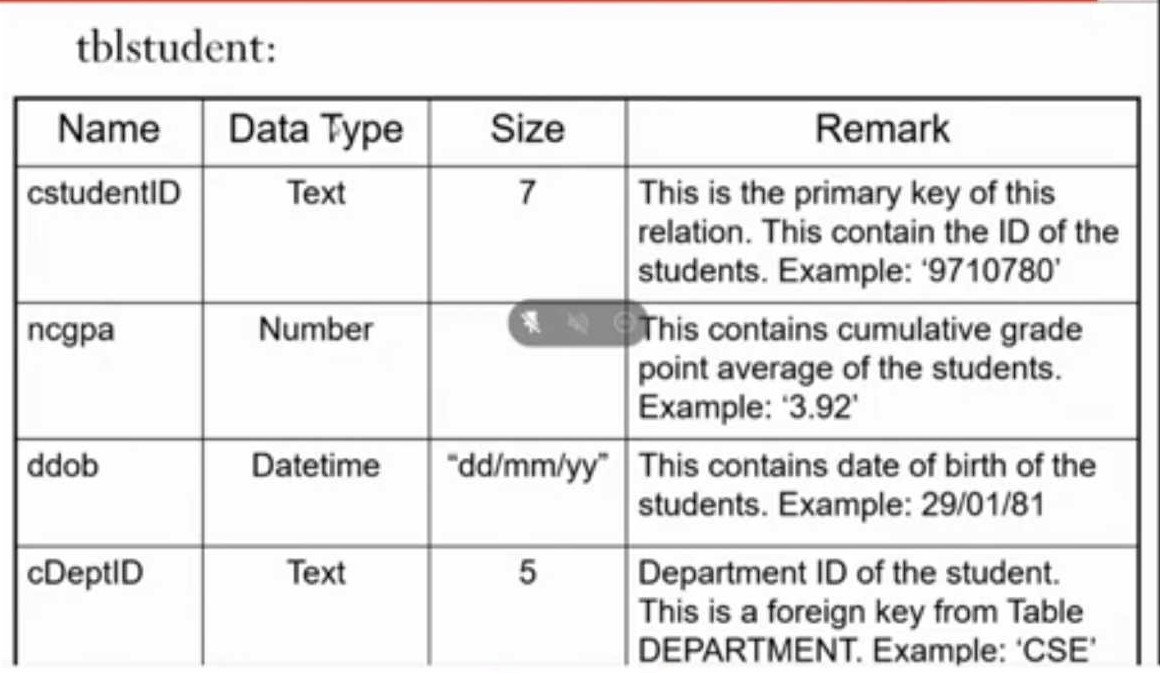 tblstudent:
Name Data Type Size Remark
cstudentID Text 7 This is the primary key of this
relation. This contain the ID of the
students. Example: ‘9710780’
ncgpa Number This contains cumulative grade
point average of the students.
Example: ‘3.92’
ddob Datetime “dd/mm/yy” This contains date of birth of the
students. Example: 29/01/81
cDeptID Text 5 Department ID of the student.
This is a foreign key from Table
DEPARTMENT. Example: ‘CSE’